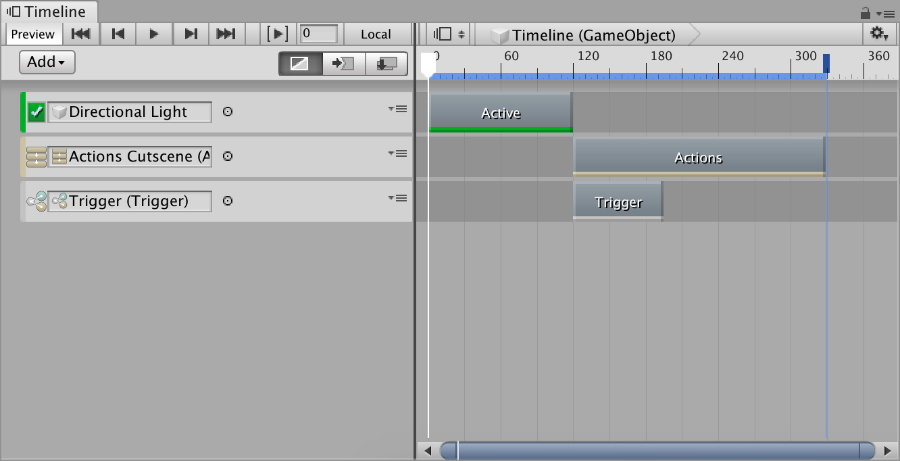 Timeline
Preview 0 Local Timeline (GameObject)
Add 0 60 120 180 240 300 360
Directional Light Active
Actions Cutscene (A Actions
Trigger (Trigger) Trigger